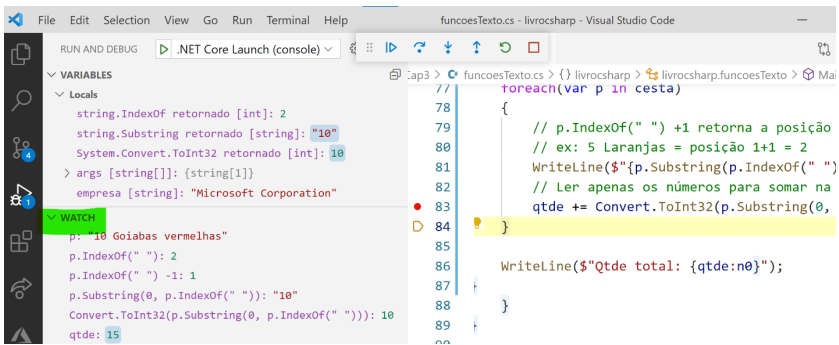 File Edit Selection View Go Run Terminal Help
funcoesTexto.cs - livrocsharp - Visual Studio Code
RUN AND DEBUG
.NET Core Launch (console)
VARIABLES
Locals
string.IndexOf retornado [int]: 2
string.Substring retornado [string]: "10"
System.Convert.ToInt32 retornado [int]: 10
args [string[]]: {string[1]}
empresa [string]: "Microsoft Corporation"
WATCH
p: "10 Goiabas vermelhas"
p.IndexOf(" "): 2
p.IndexOf(" ") -1: 1
p.Substring(0, p.IndexOf(" ")): "10"
Convert.ToInt32(p.Substring(0, p.IndexOf(" "))): 10
qtde: 15
4
1
Cap3 > funcoesTexto.cs > {} livrocsharp > livrocsharp.funcoesTexto > Mai
77 foreach(var p in cesta)
78 {
79 // p.IndexOf(" ") +1 retorna a posição
80 // ex: 5 Laranjas = posição 1+1 = 2
81 WriteLine($"{p.Substring(p.IndexOf(" ")
82 // Ler apenas os números para somar na
83 qtde += Convert.ToInt32(p.Substring(0,
84 }
85
86 WriteLine($"Qtde total: {qtde:n0}");
87 }
88 }
89 }
90